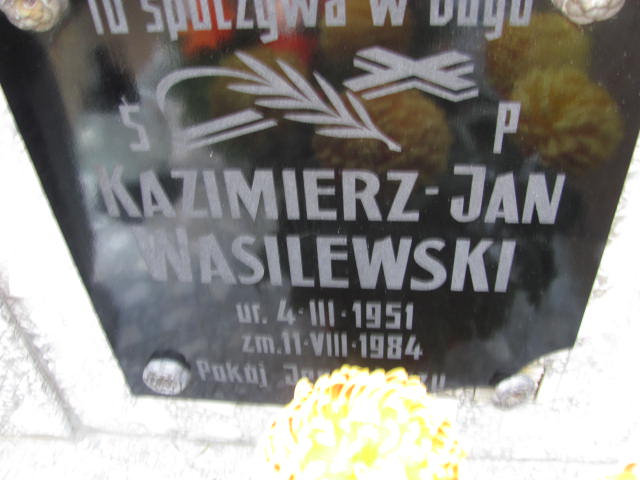 Tu spoczywa w Bogu
Ś P
KAZIMIERZ-JAN
WASILEWSKI
ur. 4·III·1951
zm. 11·VIII·1984
Pokój